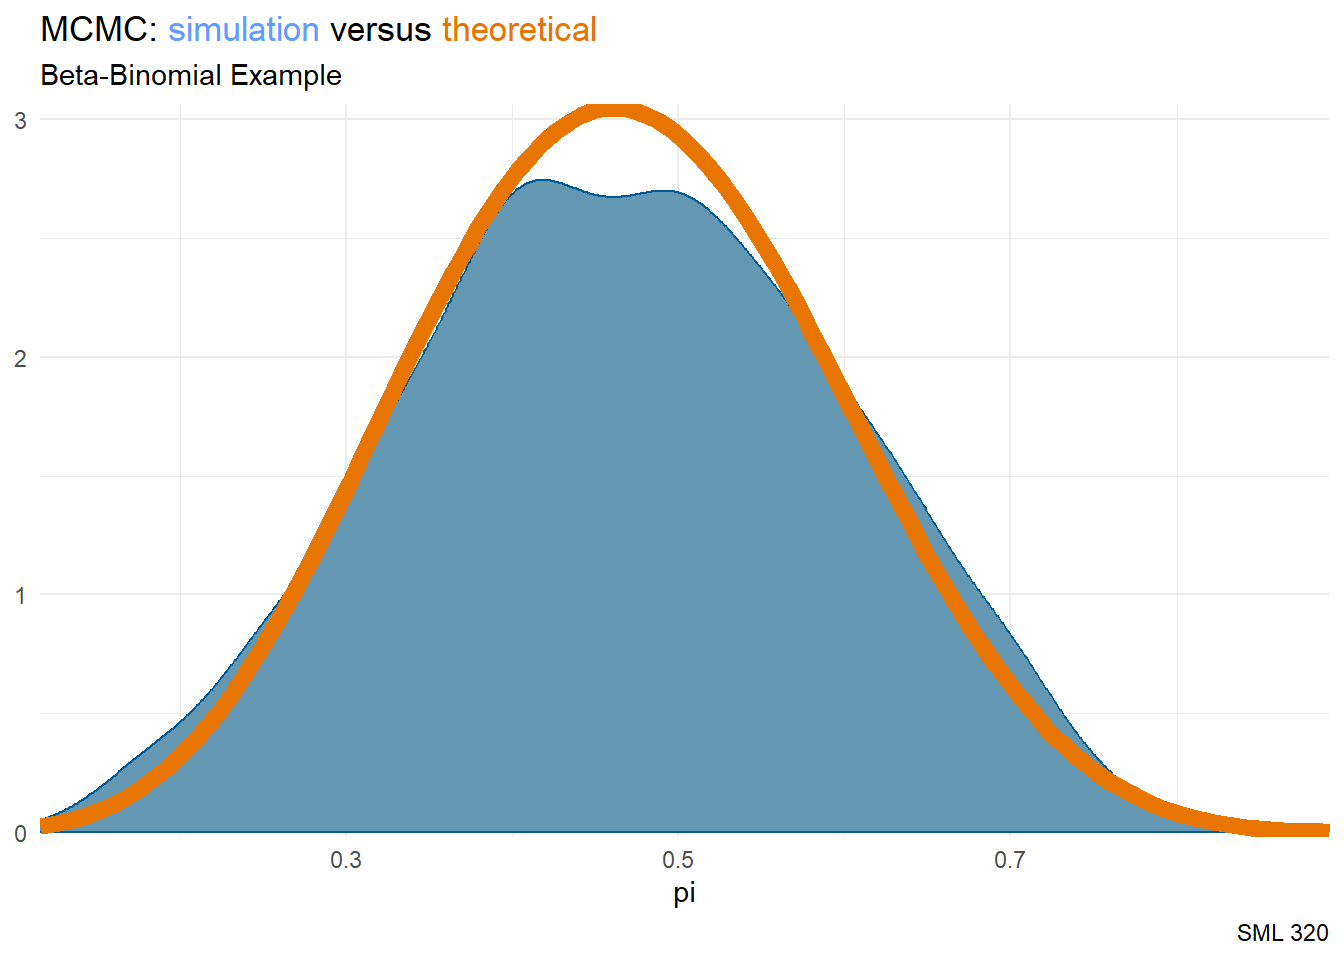 MCMC: simulation versus theoretical
Beta-Binomial Example
3
2
1
0
0.3 0.5 0.7
pi
SML 320